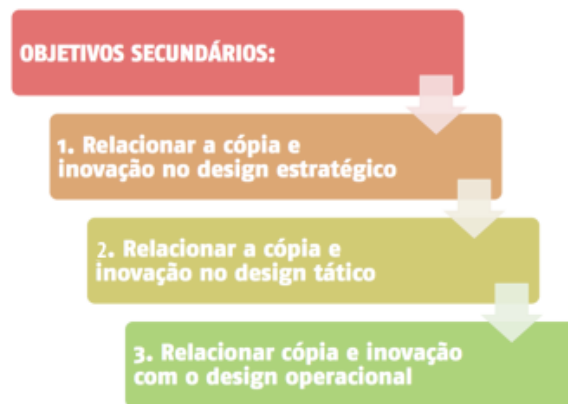 OBJETIVOS SECUNDÁRIOS:
1. Relacionar a cópia e
inovação no design estratégico
2. Relacionar a cópia e
inovação no design tático
3. Relacionar cópia e inovação
com o design operacional